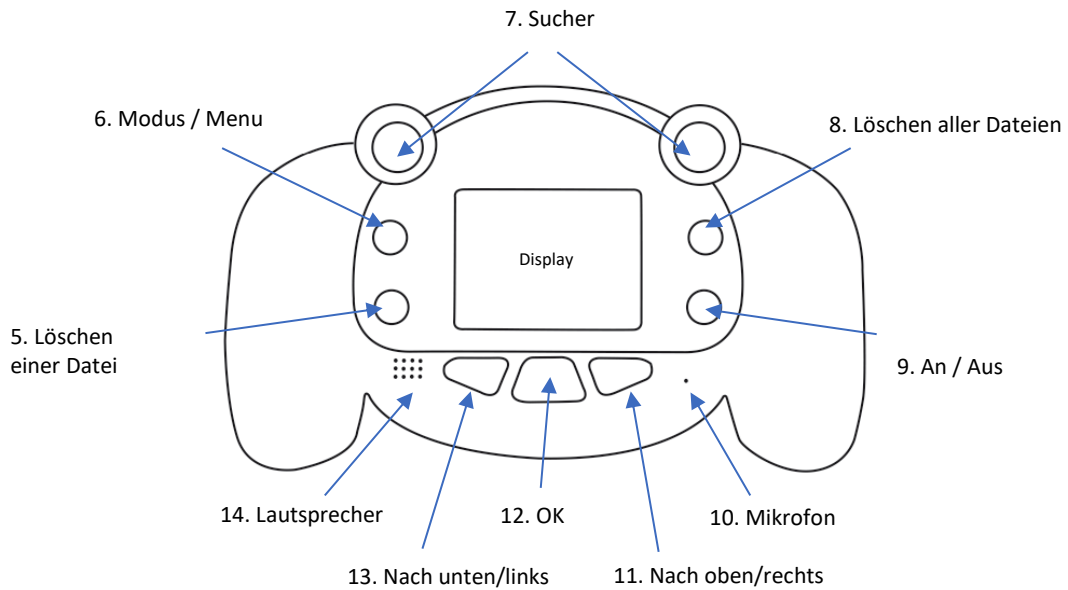 7. Sucher
6. Modus / Menu
8. Löschen aller Dateien
Display
5. Löschen
einer Datei
9. An / Aus
14. Lautsprecher
12. OK
10. Mikrofon
13. Nach unten/links
11. Nach oben/rechts